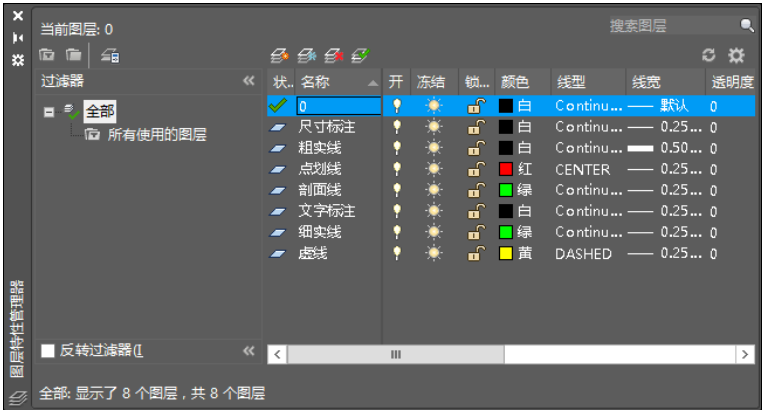 当前图层: 0
搜索图层
过滤器
全部
所有使用的图层
状.. 名称 开 冻结 锁... 颜色 线型 线宽 透明度
0 白 Continu... 默认 0
尺寸标注 白 Continu... 0.25... 0
粗实线 白 Continu... 0.50... 0
点划线 红 CENTER 0.25... 0
剖面线 绿 Continu... 0.25... 0
文字标注 白 Continu... 0.25... 0
细实线 绿 Continu... 0.25... 0
虚线 黄 DASHED 0.25... 0
反转过滤器(I
全部: 显示了 8 个图层，共 8 个图层
图层特性管理器